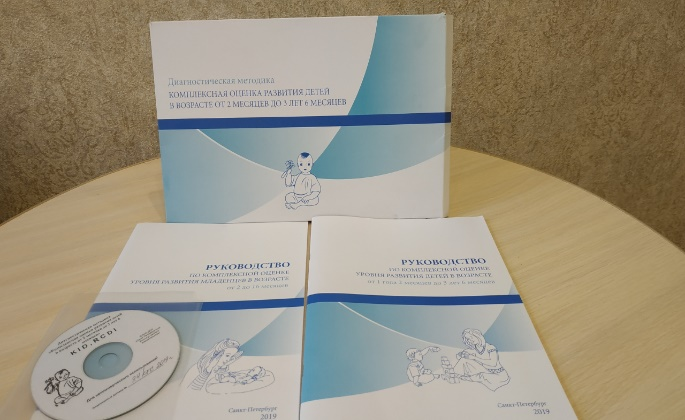 Диагностическая методика
КОМПЛЕКСНАЯ ОЦЕНКА РАЗВИТИЯ ДЕТЕЙ
В ВОЗРАСТЕ ОТ 2 МЕСЯЦЕВ ДО 3 ЛЕТ 6 МЕСЯЦЕВ
РУКОВОДСТВО
ПО КОМПЛЕКСНОЙ ОЦЕНКЕ
УРОВНЯ РАЗВИТИЯ МЛАДЕНЦЕВ В ВОЗРАСТЕ
от 2 до 16 месяцев
Санкт-Петербург
2019
РУКОВОДСТВО
ПО КОМПЛЕКСНОЙ ОЦЕНКЕ
УРОВНЯ РАЗВИТИЯ ДЕТЕЙ В ВОЗРАСТЕ
от 1 года 2 месяцев до 3 лет 6 месяцев
Санкт-Петербург
2019
KID, RCDI